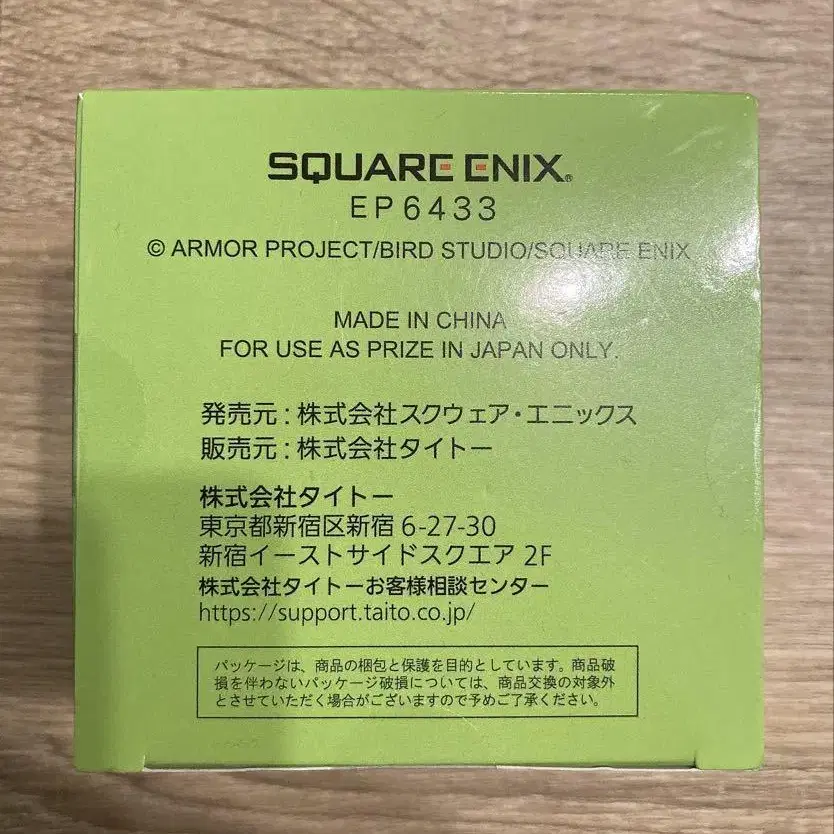 SQUARE ENIX®
EP6433
© ARMOR PROJECT/BIRD STUDIO/SQUARE ENIX
MADE IN CHINA
FOR USE AS PRIZE IN JAPAN ONLY.
発売元:株式会社スクウェア・エニックス
販売元:株式会社タイトー
株式会社タイトー
東京都新宿区新宿 6-27-30
新宿イーストサイドスクエア 2F
株式会社タイトーお客様相談センター
https://support.taito.co.jp/
パッケージは、商品の梱包と保護を目的としています。商品破
損を伴わないパッケージ破損については、商品交換の対象外
とさせていただく場合がございますので予めご了承ください。